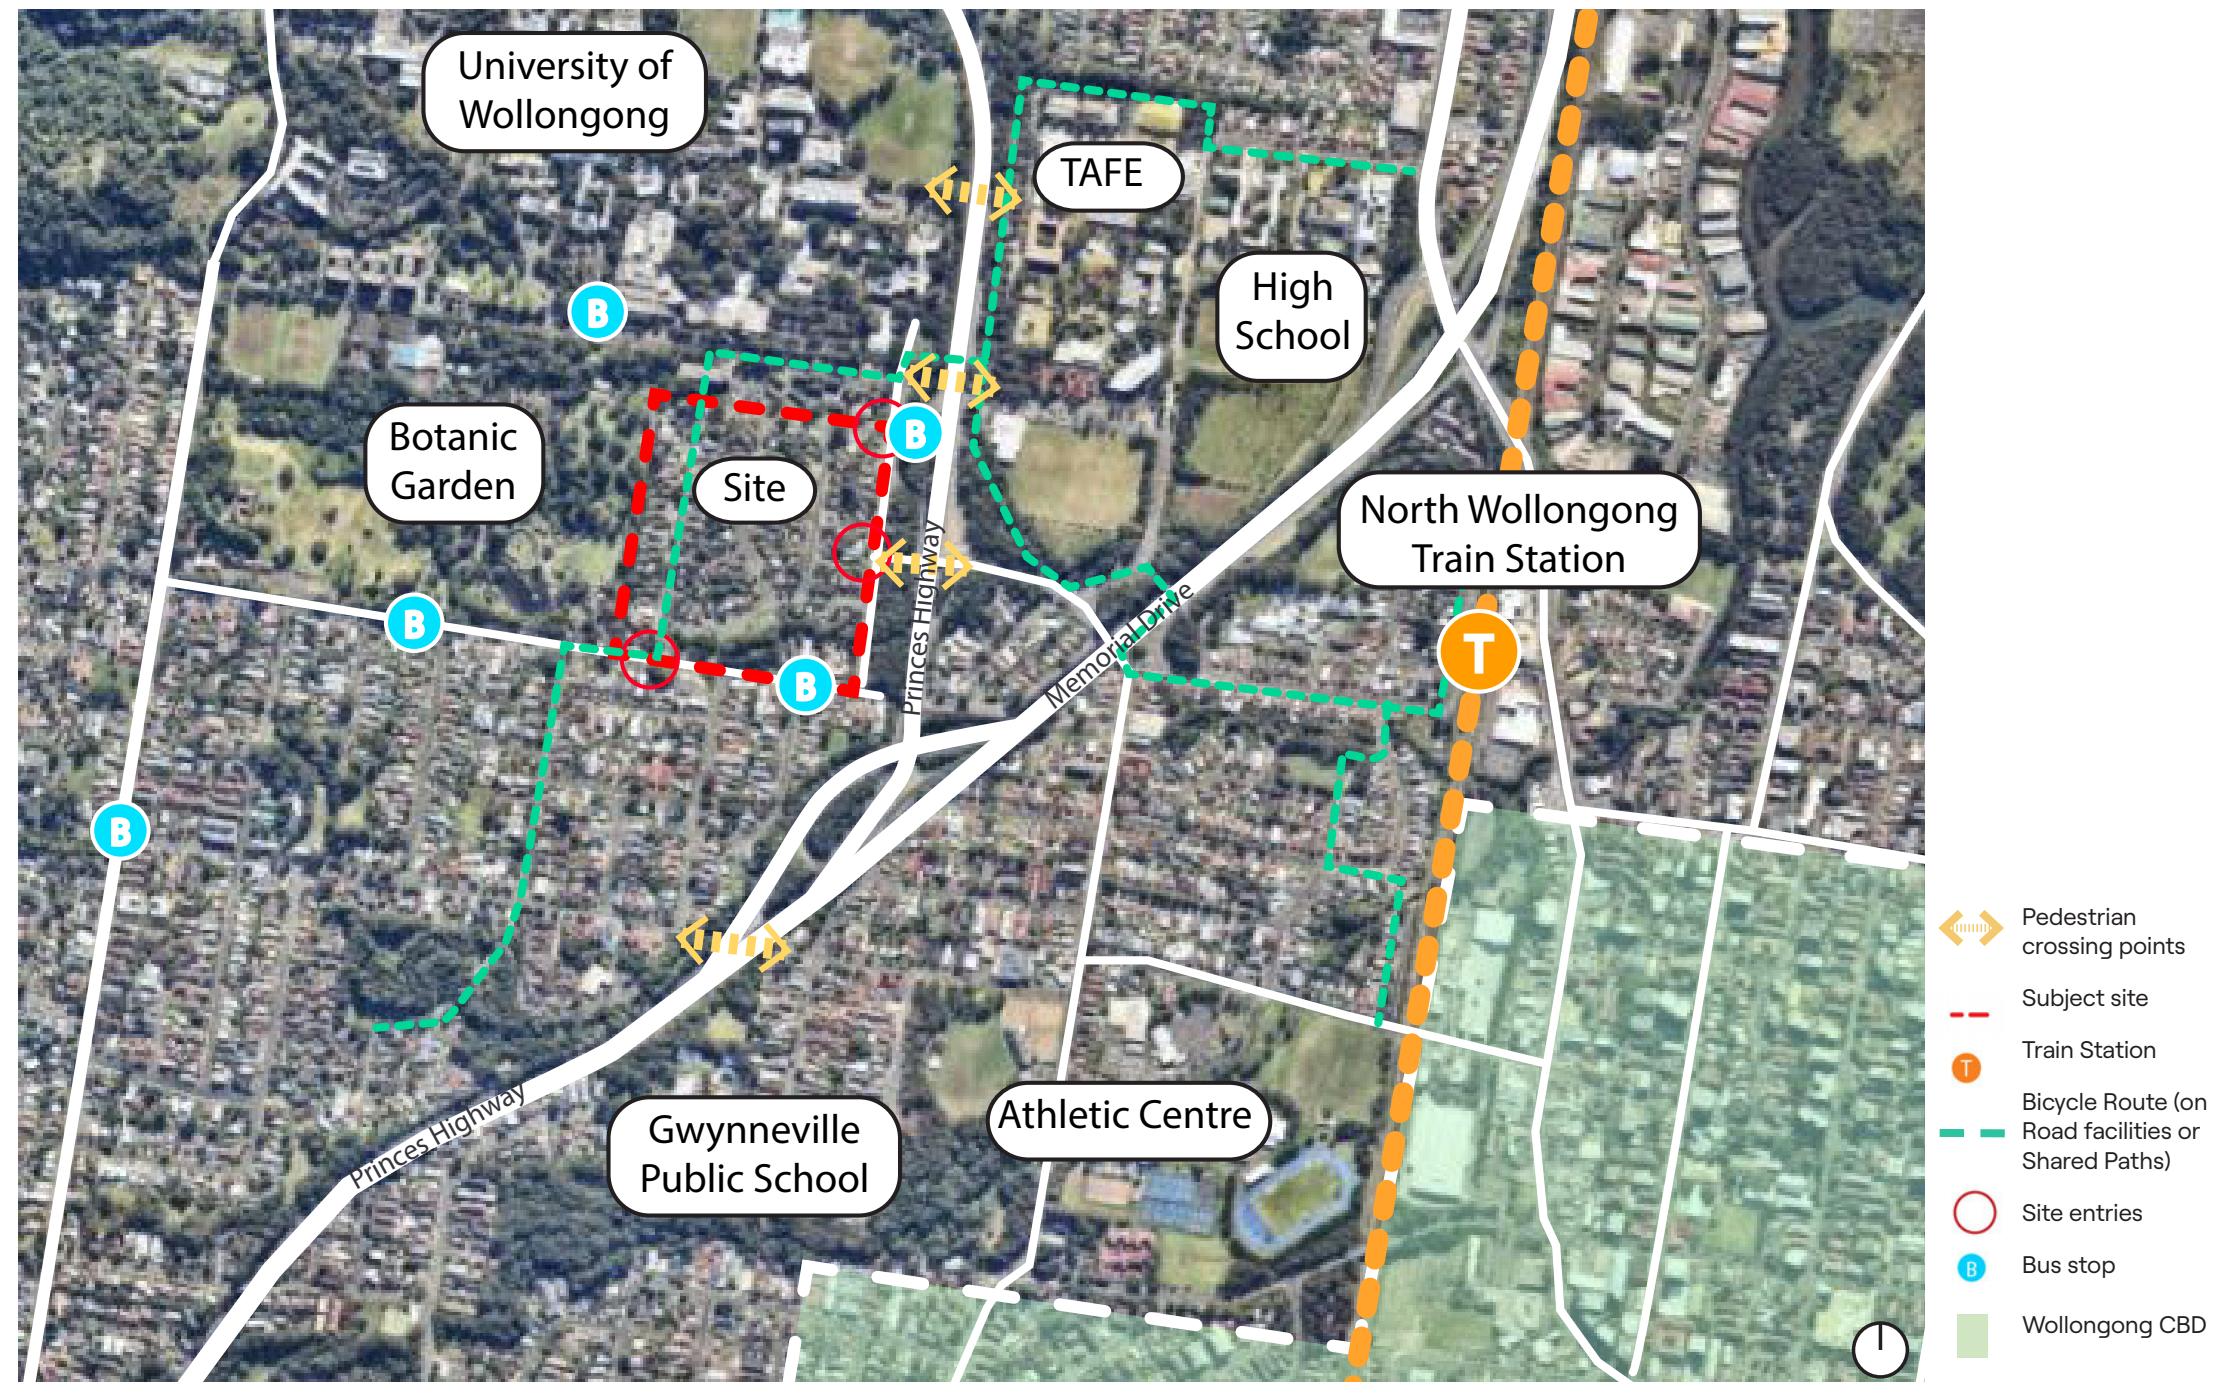 University of
Wollongong
TAFE
High
School
B
Botanic
Garden
B
Site
North Wollongong
Train Station
Princes Highway
Memorial Drive
B
T
B
B
Princes Highway
Gwynneville
Public School
Athletic Centre
Pedestrian
crossing points
Subject site
T
Train Station
Bicycle Route (on
Road facilities or
Shared Paths)
Site entries
B
Bus stop
Wollongong CBD